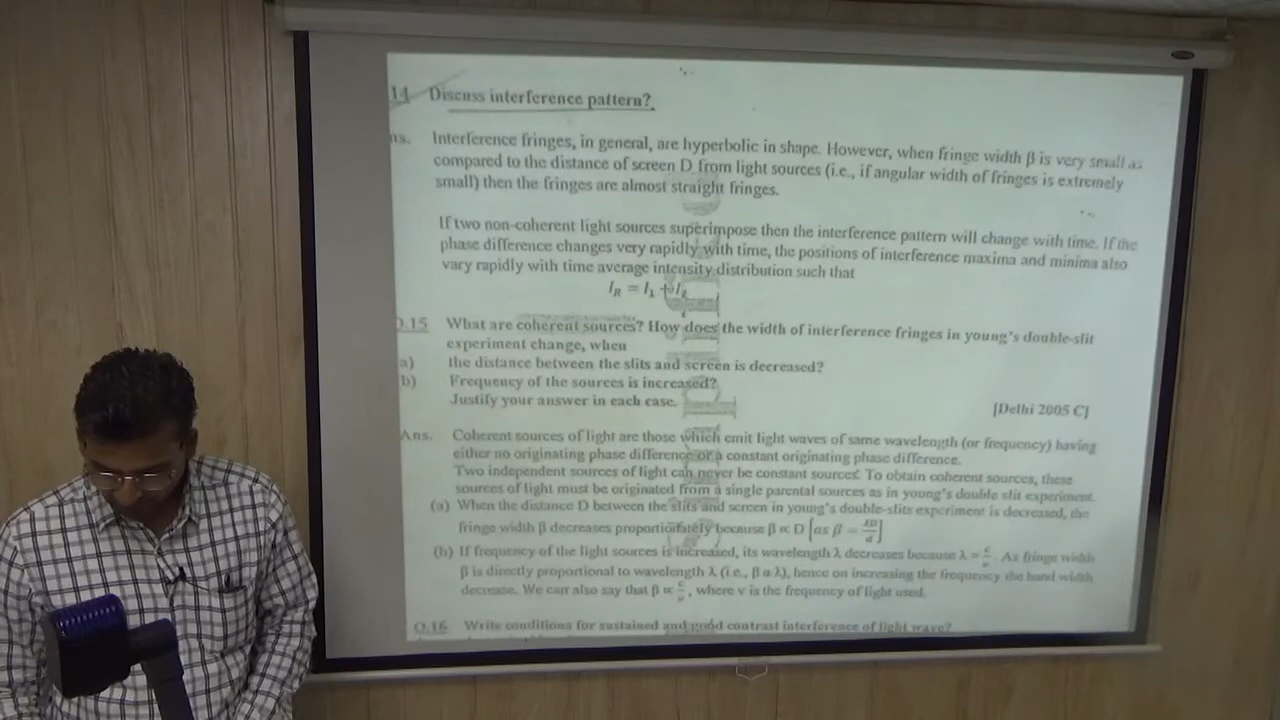 14 Discuss interference pattern?
ns. Interference fringes, in general, are hyperbolic in shape. However, when fringe width β is very small as
compared to the distance of screen D from light sources (i.e., if angular width of fringes is extremely
small) then the fringes are almost straight fringes.
If two non-coherent light sources superimpose then the interference pattern will change with time. If the
phase difference changes very rapidly with time, the positions of interference maxima and minima also
vary rapidly with time average intensity distribution such that
I_R = I_1 + I_2
Q.15 What are coherent sources? How does the width of interference fringes in young's double-slit
experiment change, when
a) the distance between the slits and screen is decreased?
b) Frequency of the sources is increased?
Justify your answer in each case. [Delhi 2005 C]
Ans. Coherent sources of light are those which emit light waves of same wavelength (or frequency) having
either no originating phase difference or a constant originating phase difference.
Two independent sources of light can never be constant sources. To obtain coherent sources, these
sources of light must be originated from a single parental sources as in young's double slit experiment.
(a) When the distance D between the slits and screen in young's double-slits experiment is decreased, the
fringe width β decreases proportionately because β ∝ D [as β = λD/d]
(b) If frequency of the light sources is increased, its wavelength λ decreases because λ = c/ν. As fringe width
β is directly proportional to wavelength λ (i.e., β α λ), hence on increasing the frequency the band width
decrease. We can also say that β ∝ c/ν, where v is the frequency of light used.
Q.16 Write conditions for sustained and good contrast interference of light wave?